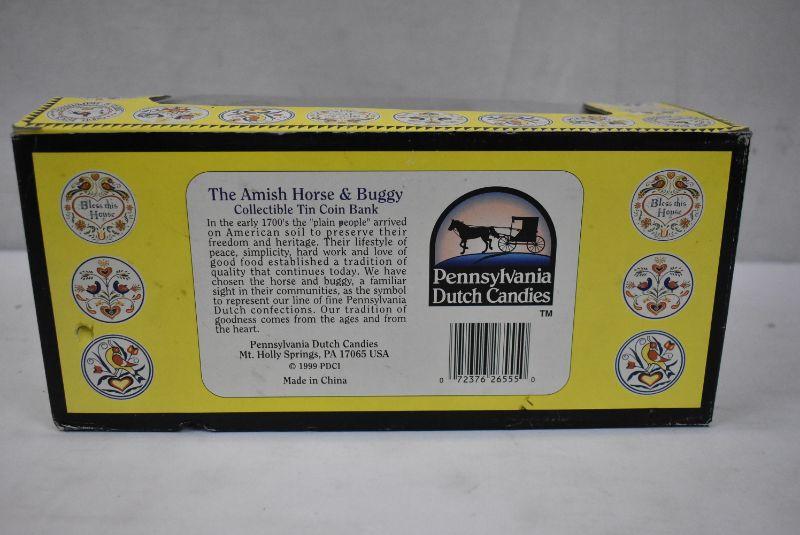 The Amish Horse & Buggy
Collectible Tin Coin Bank
In the early 1700's the "plain people" arrived
on American soil to preserve their
freedom and heritage. Their lifestyle of
peace, simplicity, hard work and love of
good food established a tradition of
quality that continues today. We have
chosen the horse and buggy, a familiar
sight in their communities, as the symbol
to represent our line of fine Pennsylvania
Dutch confections. Our tradition of
goodness comes from the ages and from
the heart.
Pennsylvania Dutch Candies
Mt. Holly Springs, PA 17065 USA
© 1999 PDCI
Made in China
Pennsylvania
Dutch Candies
TM
0 72376 26555 0
Bless this
House
Bless this
House